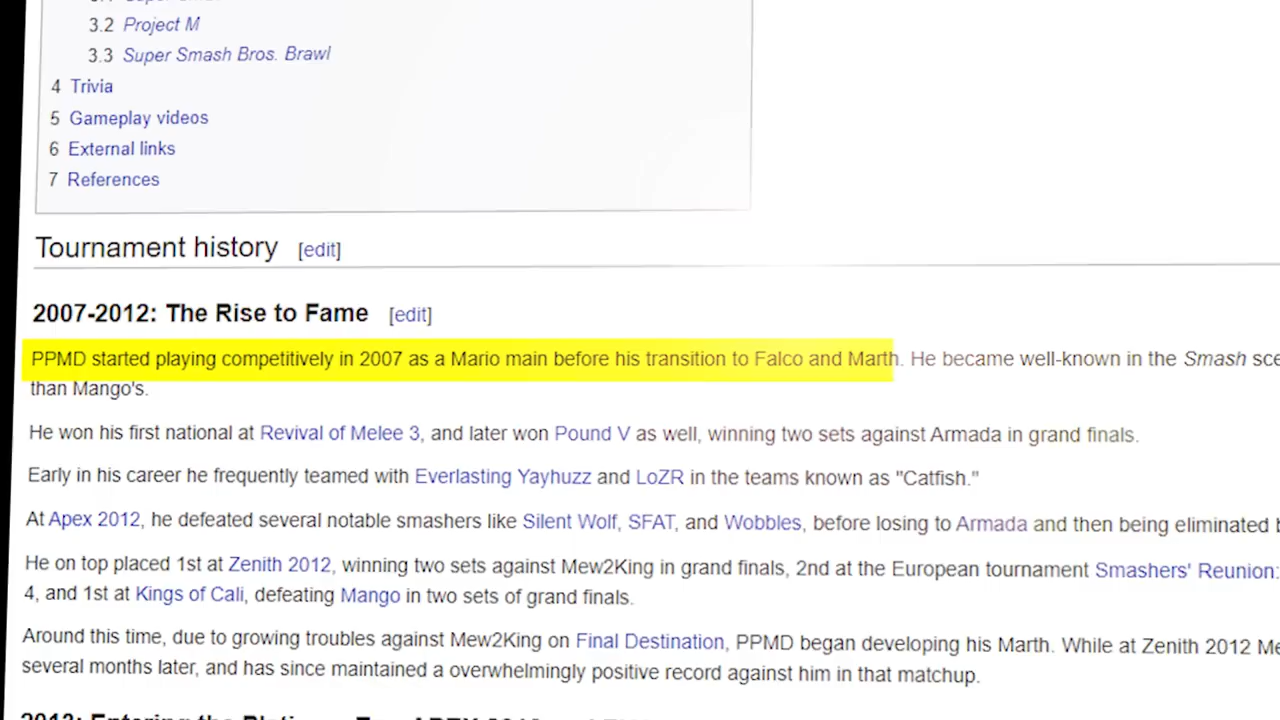 3.2 Project M
3.3 Super Smash Bros. Brawl
4 Trivia
5 Gameplay videos
6 External links
7 References
Tournament history [edit]
2007-2012: The Rise to Fame [edit]
PPMD started playing competitively in 2007 as a Mario main before his transition to Falco and Marth. He became well-known in the Smash
than Mango's.
He won his first national at Revival of Melee 3, and later won Pound V as well, winning two sets against Armada in grand finals.
Early in his career he frequently teamed with Everlasting Yayhuzz and LoZR in the teams known as "Catfish."
At Apex 2012, he defeated several notable smashers like Silent Wolf, SFAT, and Wobbles, before losing to Armada and then being eliminated
He on top placed 1st at Zenith 2012, winning two sets against Mew2King in grand finals, 2nd at the European tournament Smashers' Reunion:
4, and 1st at Kings of Cali, defeating Mango in two sets of grand finals.
Around this time, due to growing troubles against Mew2King on Final Destination, PPMD began developing his Marth. While at Zenith 2012
several months later, and has since maintained a overwhelmingly positive record against him in that matchup.